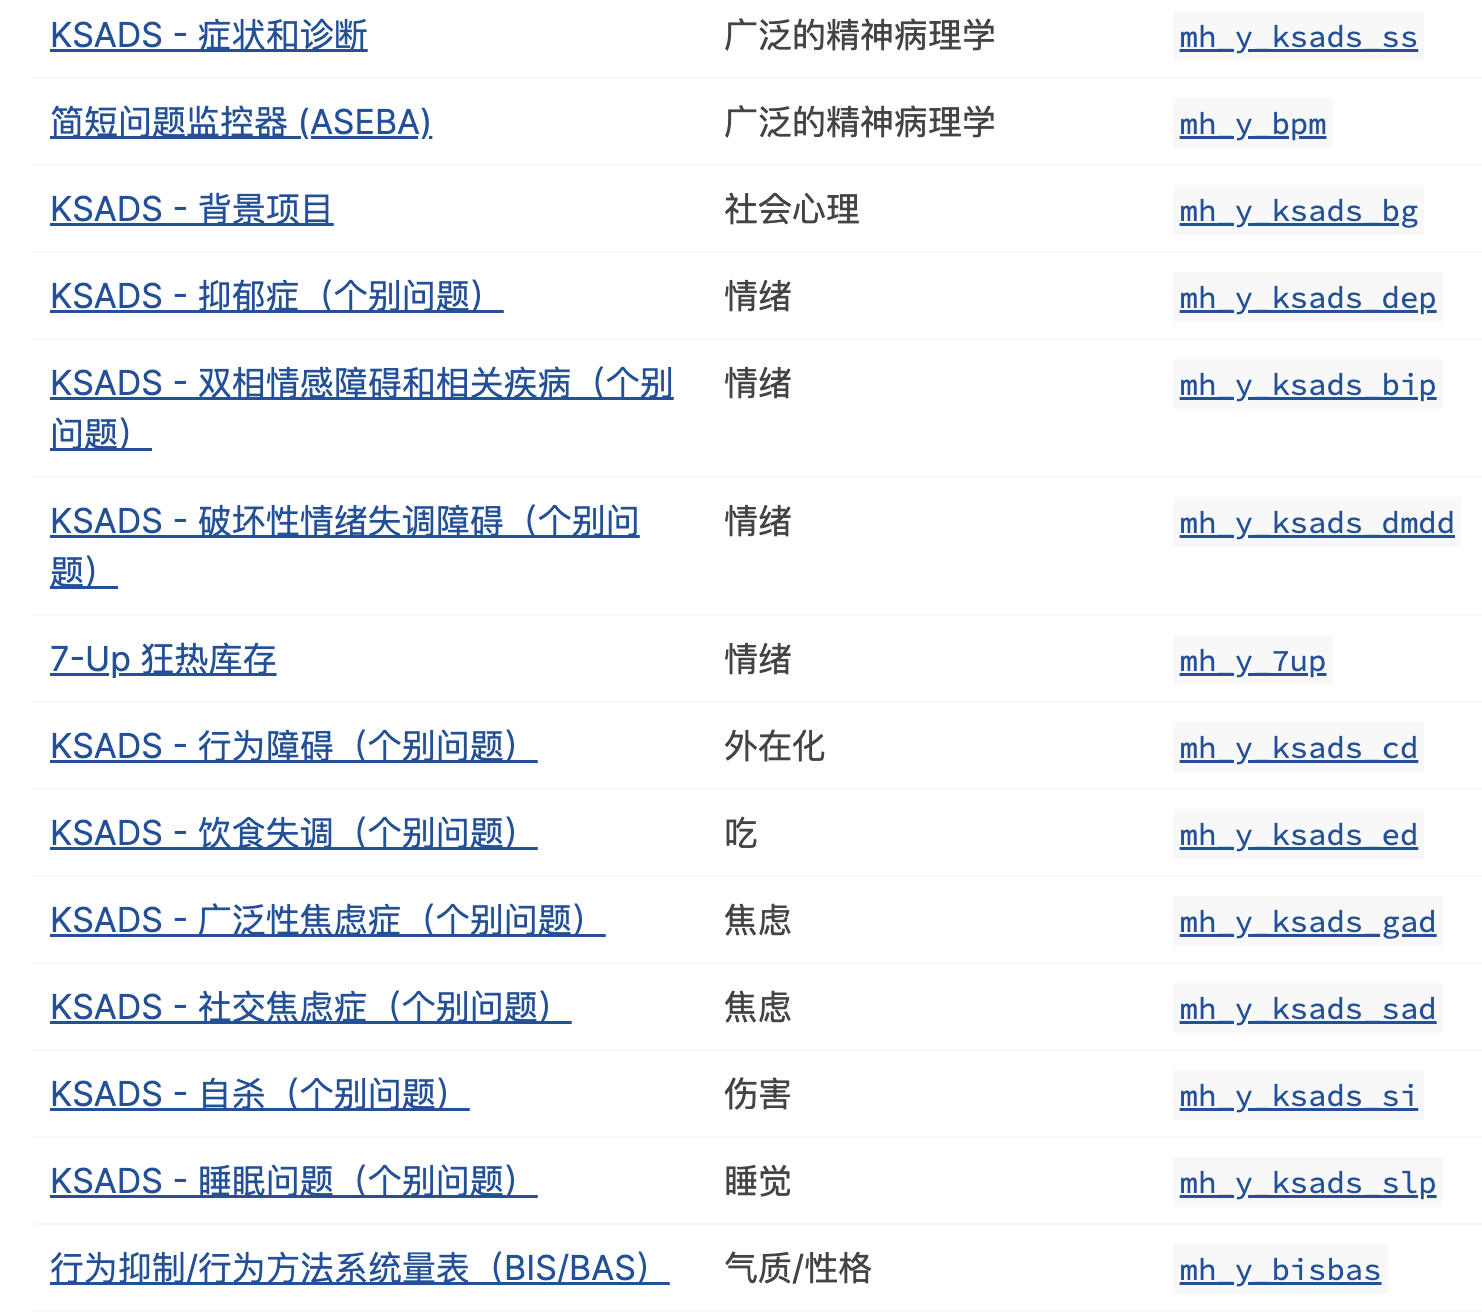 KSADS - 症状和诊断 广泛的精神病理学 mh_y_ksads_ss
简短问题监控器 (ASEBA) 广泛的精神病理学 mh_y_bpm
KSADS - 背景项目 社会心理 mh_y_ksads_bg
KSADS - 抑郁症（个别问题） 情绪 mh_y_ksads_dep
KSADS - 双相情感障碍和相关疾病（个别 情绪 mh_y_ksads_bip
问题）
KSADS - 破坏性情绪失调障碍（个别问 情绪 mh_y_ksads_dmdd
题）
7-Up 狂热库存 情绪 mh_y_7up
KSADS - 行为障碍（个别问题） 外在化 mh_y_ksads_cd
KSADS - 饮食失调（个别问题） 吃 mh_y_ksads_ed
KSADS - 广泛性焦虑症（个别问题） 焦虑 mh_y_ksads_gad
KSADS - 社交焦虑症（个别问题） 焦虑 mh_y_ksads_sad
KSADS - 自杀（个别问题） 伤害 mh_y_ksads_si
KSADS - 睡眠问题（个别问题） 睡觉 mh_y_ksads_slp
行为抑制/行为方法系统量表（BIS/BAS） 气质/性格 mh_y_bisbas